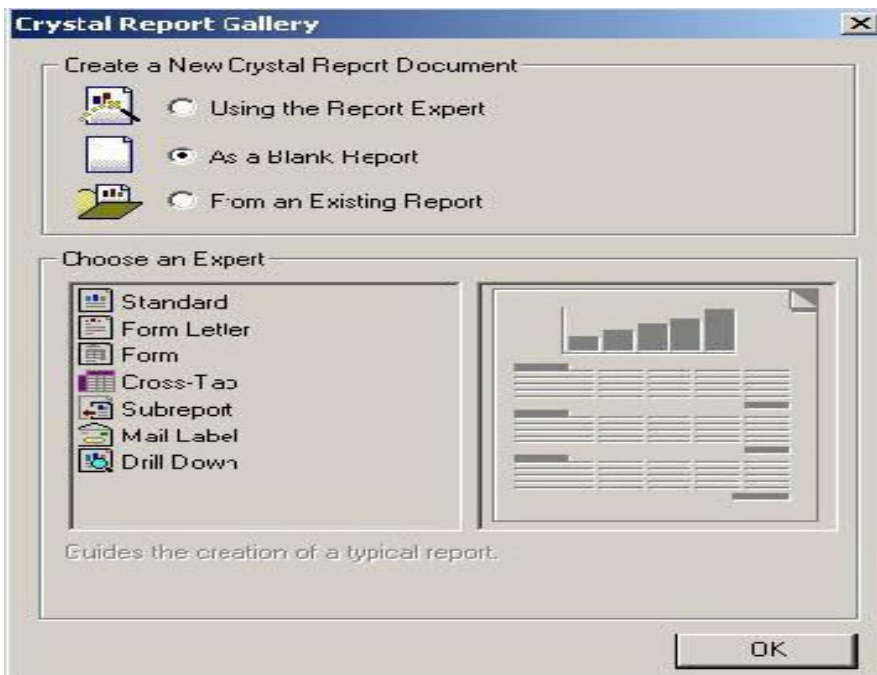 Crystal Report Gallery
Create a New Crystal Report Document
Using the Report Expert
As a Blank Report
From an Existing Report
Choose an Expert
Standard
Form Letter
Form
Cross-Tab
Subreport
Mail Label
Drill Down
Guides the creation of a typical report.
OK